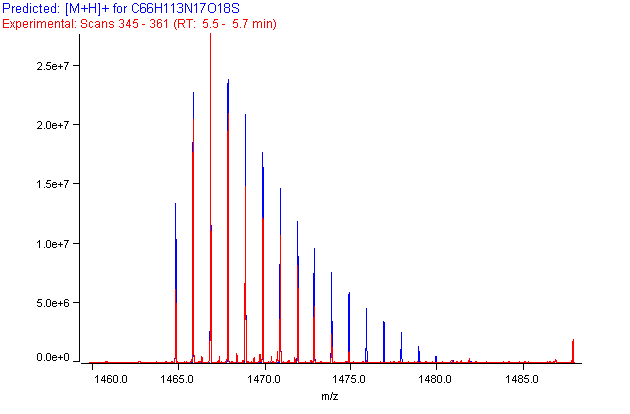 Predicted: [M+H]+ for C66H113N17O18S
Experimental: Scans 345 - 361 (RT: 5.5 - 5.7 min)
2.5e+7
2.0e+7
1.5e+7
1.0e+7
5.0e+6
0.0e+0
1460.0 1465.0 1470.0 1475.0 1480.0 1485.0
m/z